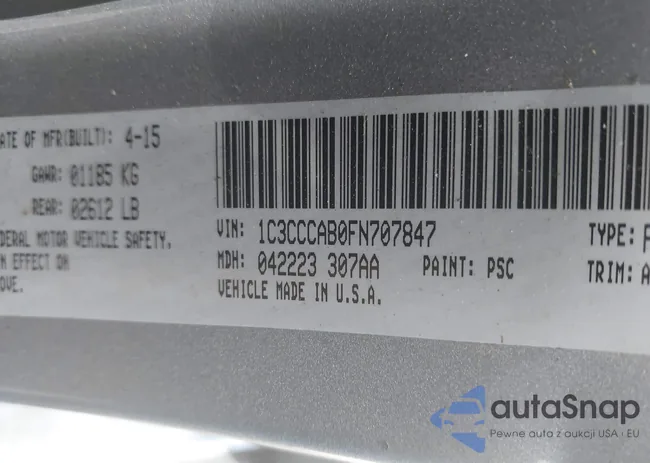 ATE OF MFR(BUILT): 4-15
GAWR: 01185 KG
REAR: 02612 LB
DERAL MOTOR VEHICLE SAFETY,
N EFFECT ON
OVE.
VIN: 1C3CCCAB0FN707847
MDH: 042223 307AA PAINT: PSC
VEHICLE MADE IN U.S.A.
TYPE: P
TRIM: A
autaSnap
Pewne auta z aukcji USA i EU